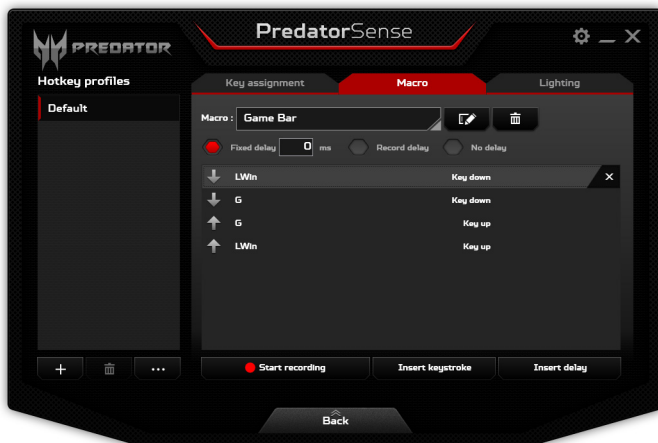 PredatorSense
PREDATOR
Hotkey profiles
Default
Key assignment
Macro
Lighting
Macro :
Game Bar
Fixed delay
0
ms
Record delay
No delay
LWin
Key down
G
Key down
G
Key up
LWin
Key up
Start recording
Insert keystroke
Insert delay
Back